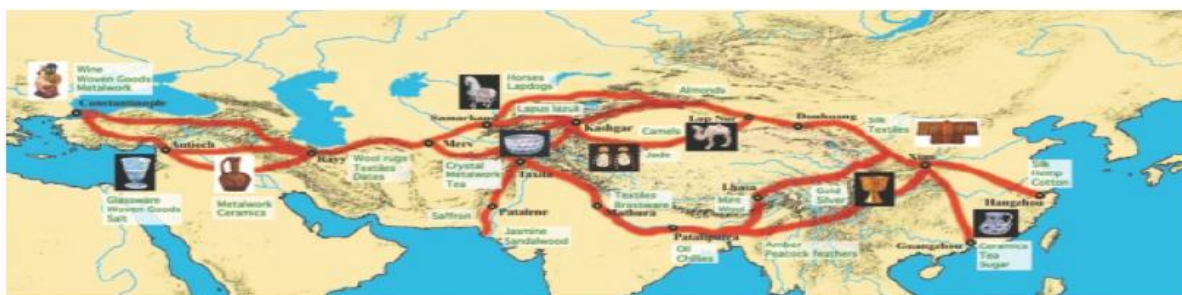 Wine
Woven Goods
Metalwork
Constantinople
Antioch
Glassware
Woven Goods
Salt
Metalwork
Ceramics
Rayy
Wool rugs
Textiles
Dates
Merv
Samarkand
Horses
Lapdogs
Lapus lazuli
Kashgar
Almonds
Crystal
Metalwork
Tea
Taxila
Saffron
Patalene
Jasmine
Sandalwood
Camels
Jade
Lop Nur
Dunhuang
Silk
Textiles
Textiles
Brassware
Mathura
Pataliputra
Oil
Chillies
Lhasa
Gold
Silver
Amber
Peacock feathers
Silk
Hemp
Cotton
Hangzhou
Guangzhou
Ceramics
Tea
Sugar